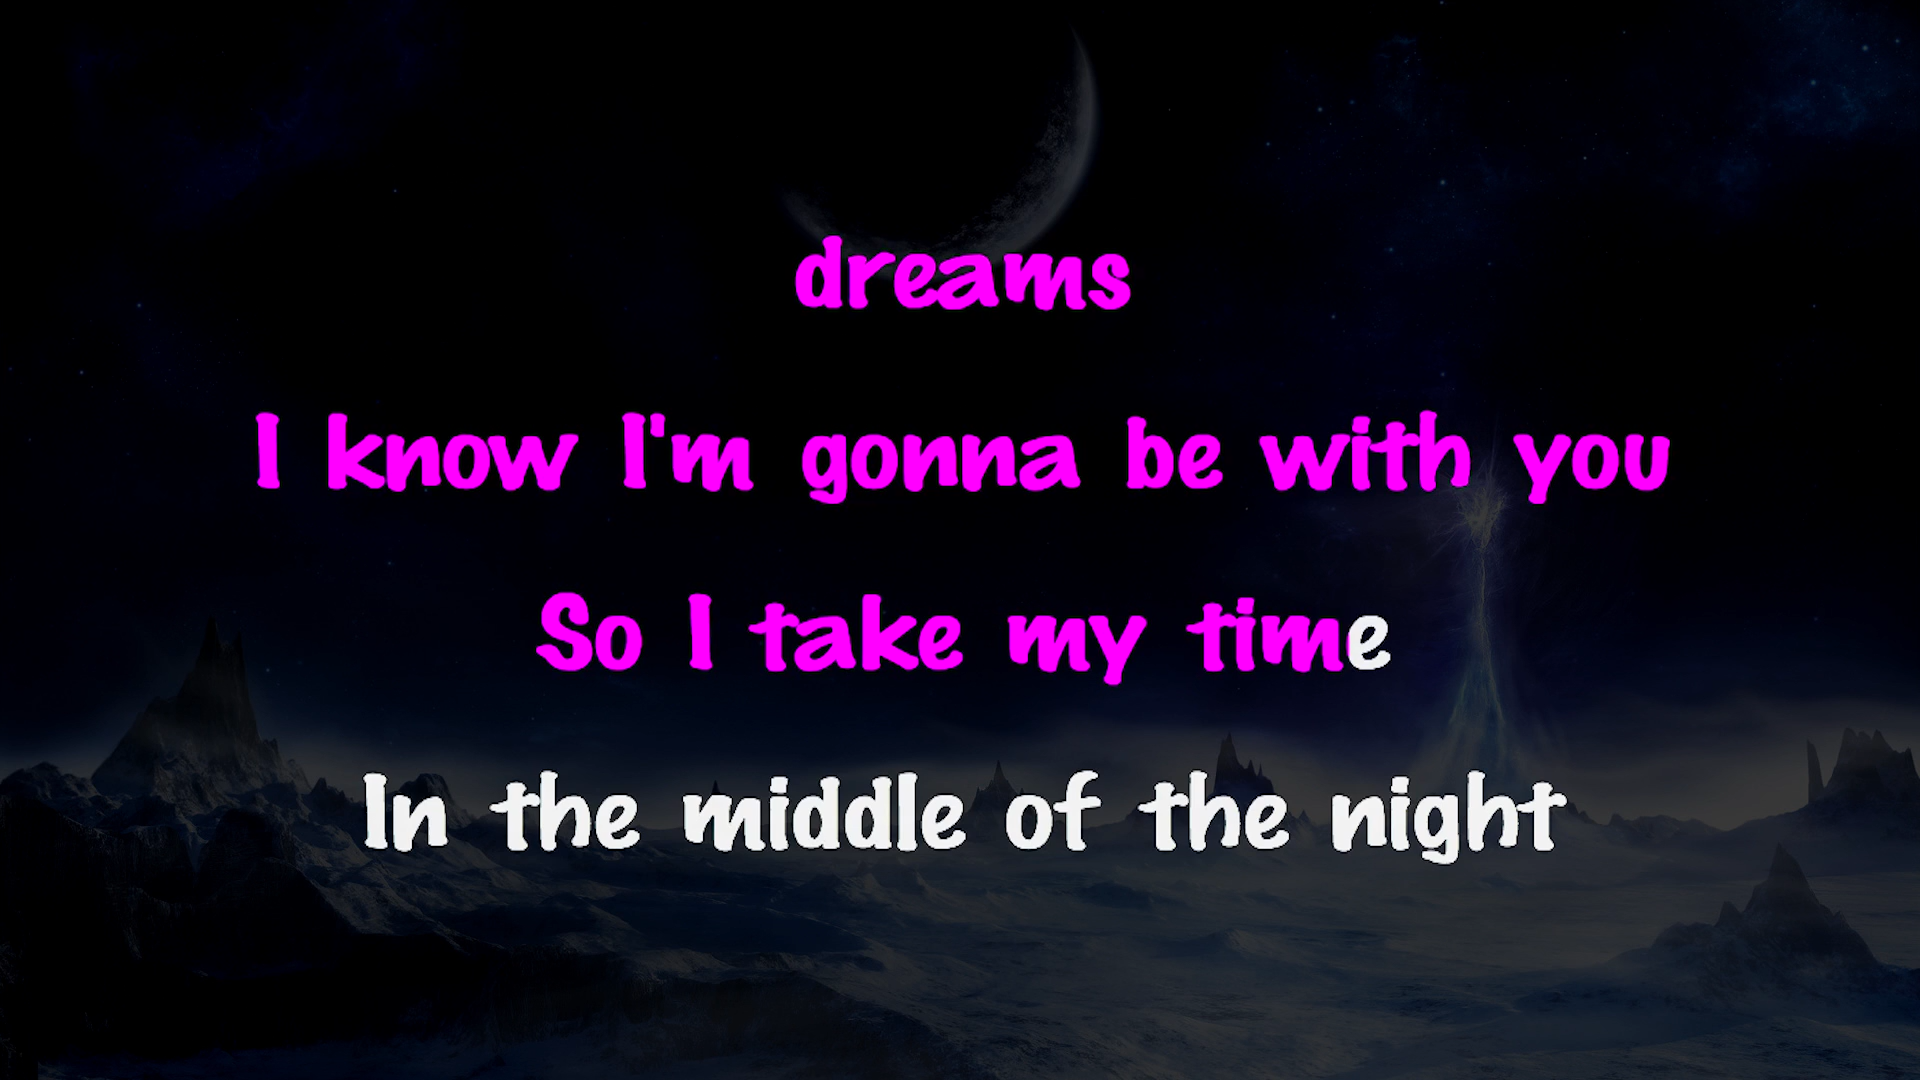 dreams
I know I'm gonna be with you
So I take my time
In the middle of the night